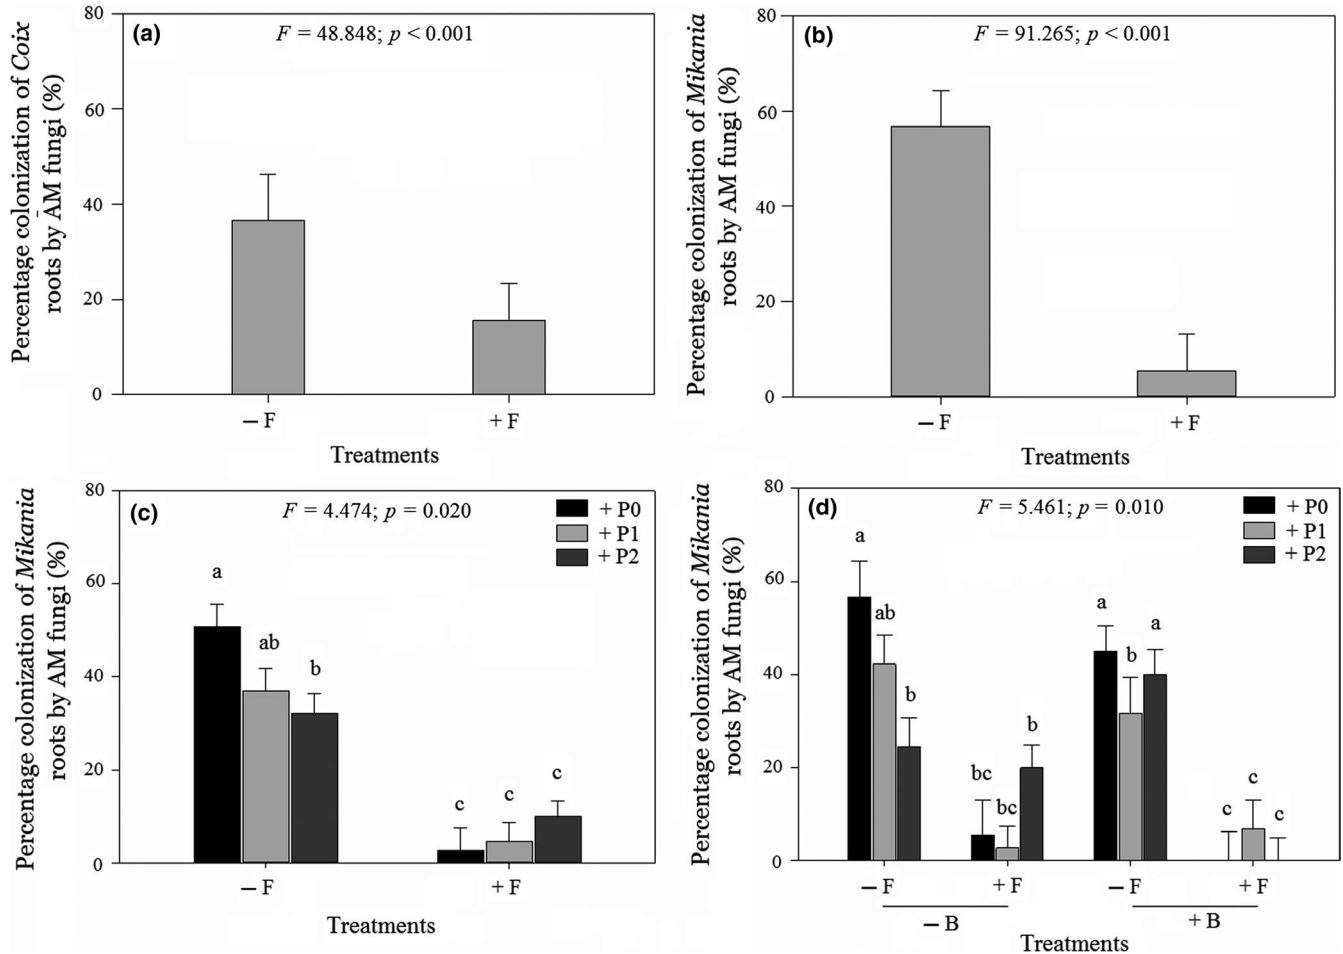 (a)
F = 48.848; p < 0.001
Percentage colonization of Coix
roots by AM fungi (%)
80
60
40
20
0
– F
+ F
Treatments
(b)
F = 91.265; p < 0.001
Percentage colonization of Mikania
roots by AM fungi (%)
80
60
40
20
0
– F
+ F
Treatments
(c)
F = 4.474; p = 0.020
+ P0
+ P1
+ P2
Percentage colonization of Mikania
roots by AM fungi (%)
80
60
40
20
0
a
ab
b
c
c
c
– F
+ F
Treatments
(d)
F = 5.461; p = 0.010
+ P0
+ P1
+ P2
Percentage colonization of Mikania
roots by AM fungi (%)
80
60
40
20
0
a
ab
b
bc
bc
b
a
b
a
c
c
c
– F
+ F
– F
+ F
– B
+ B
Treatments